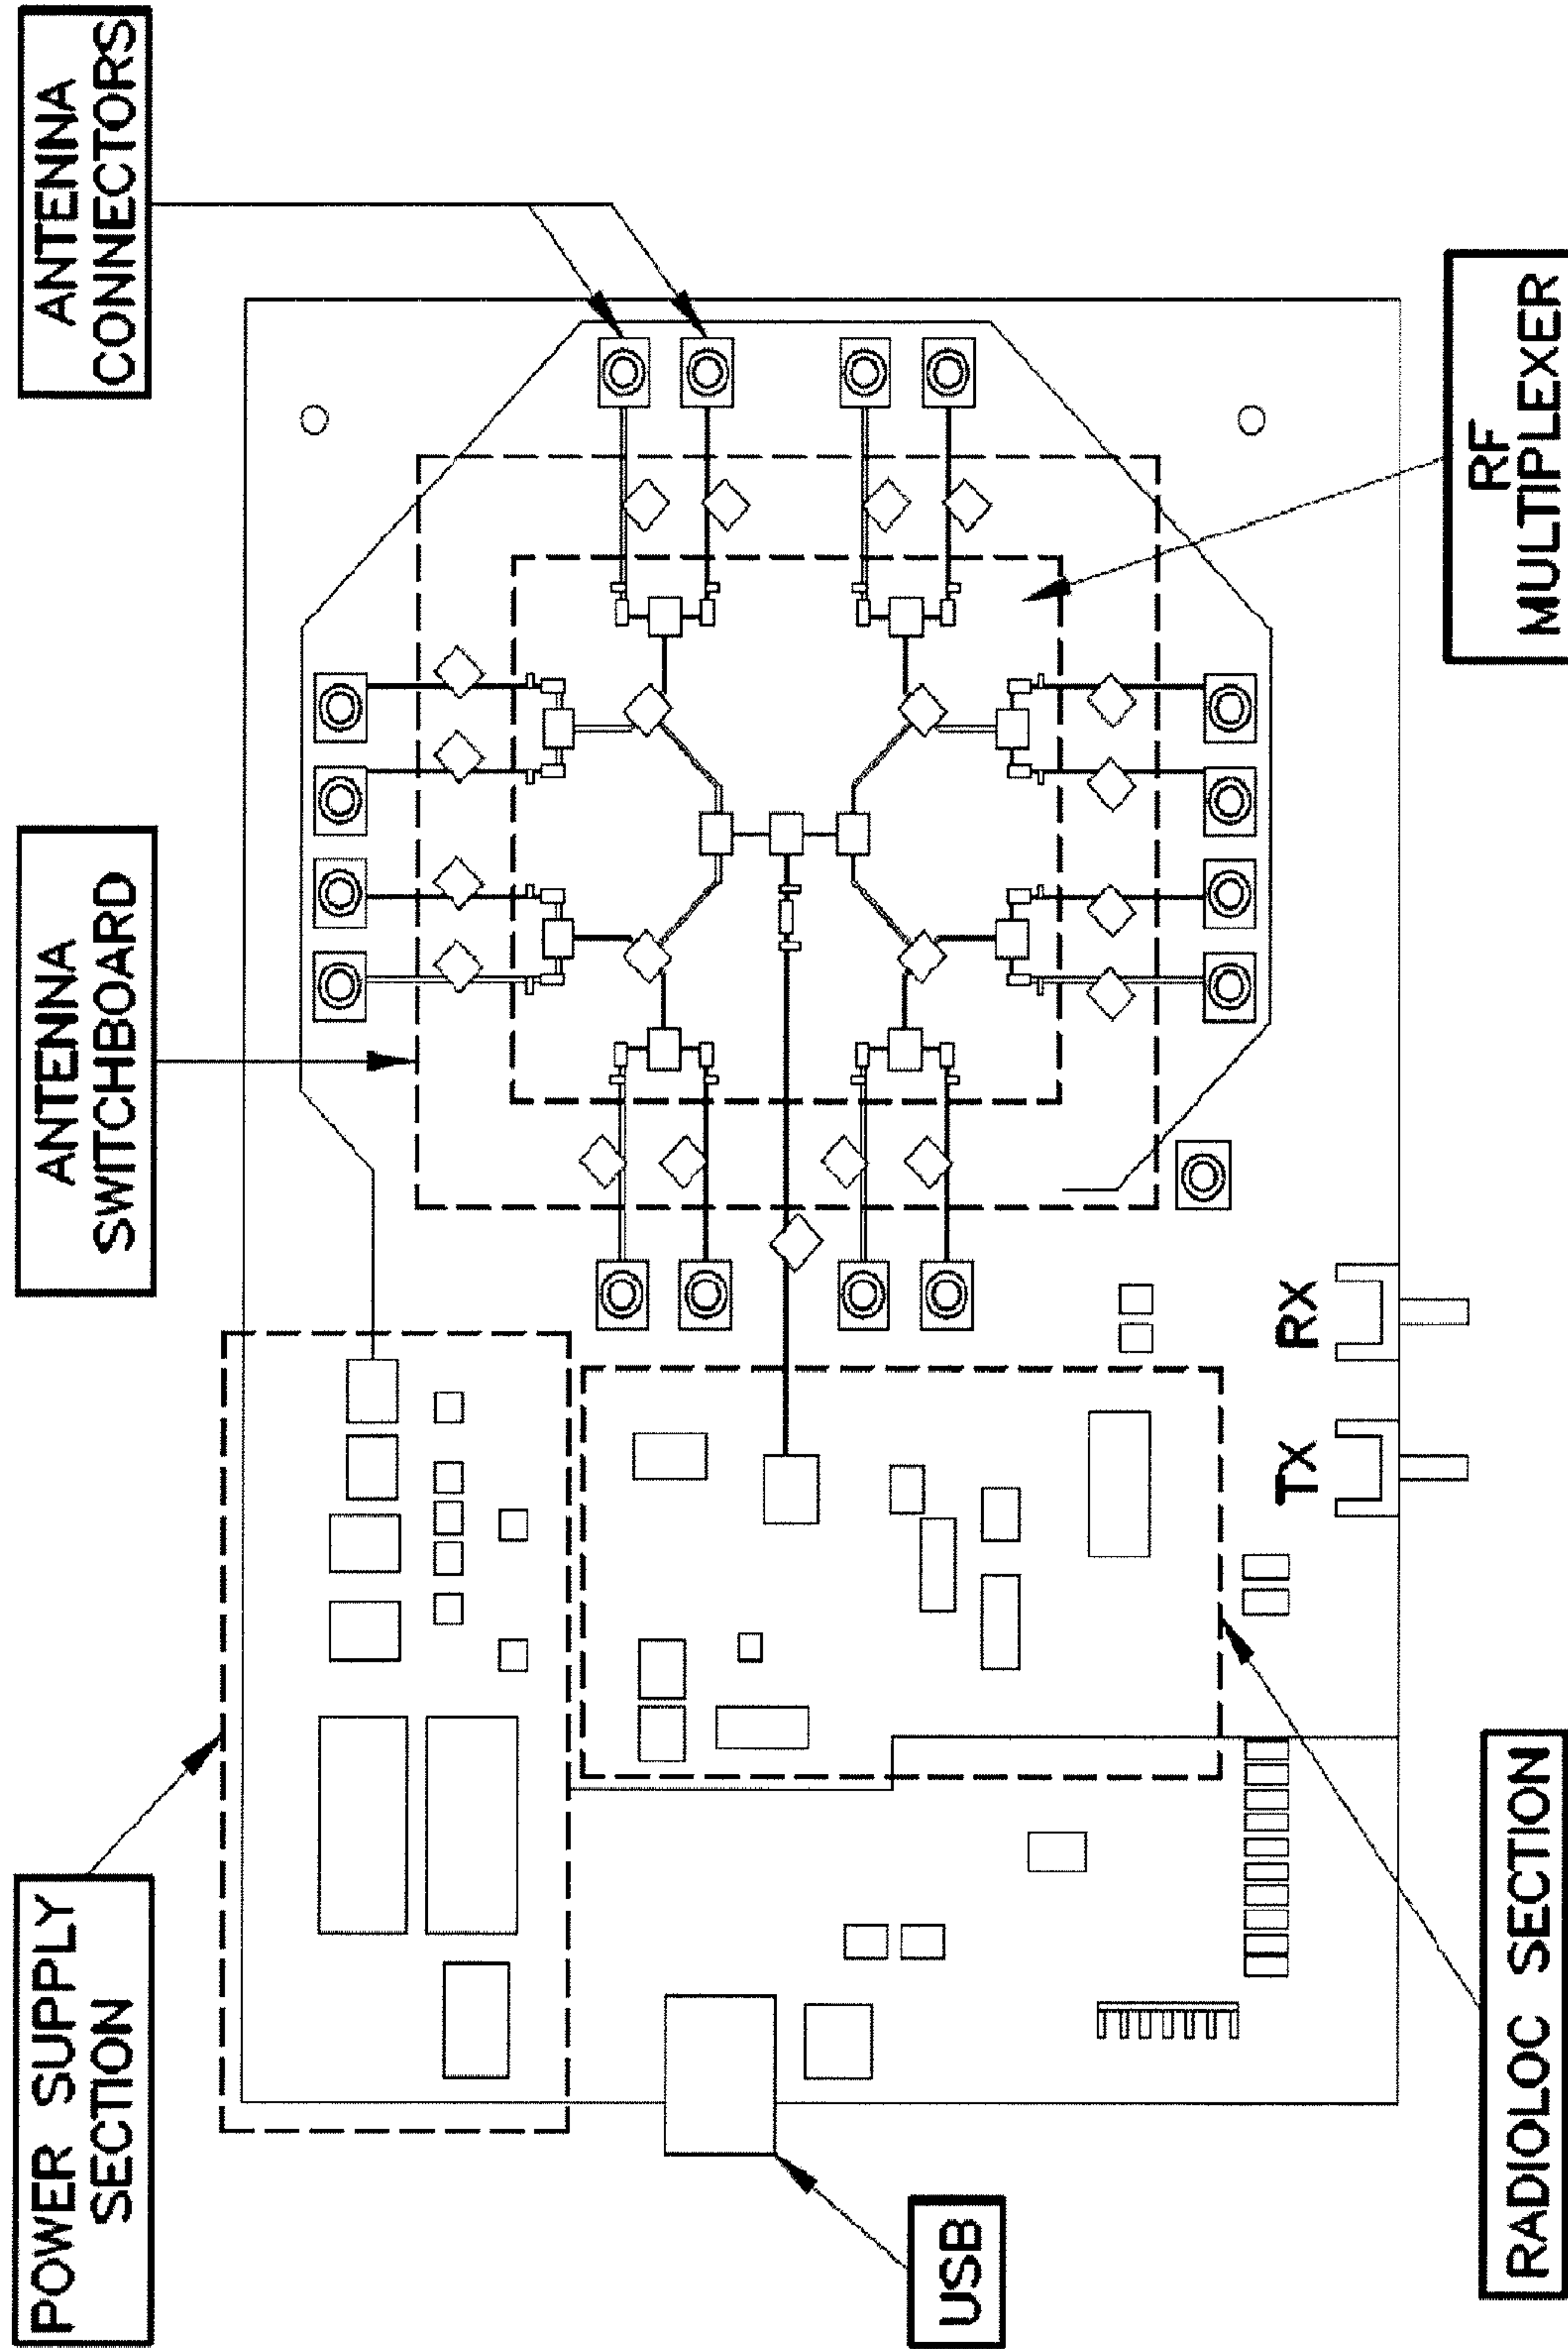 POWER SUPPLY
SECTION
ANTENNA
SWITCHBOARD
ANTENNA
CONNECTORS
USB
TX
RX
RADIOLOC SECTION
RF
MULTIPLEXER